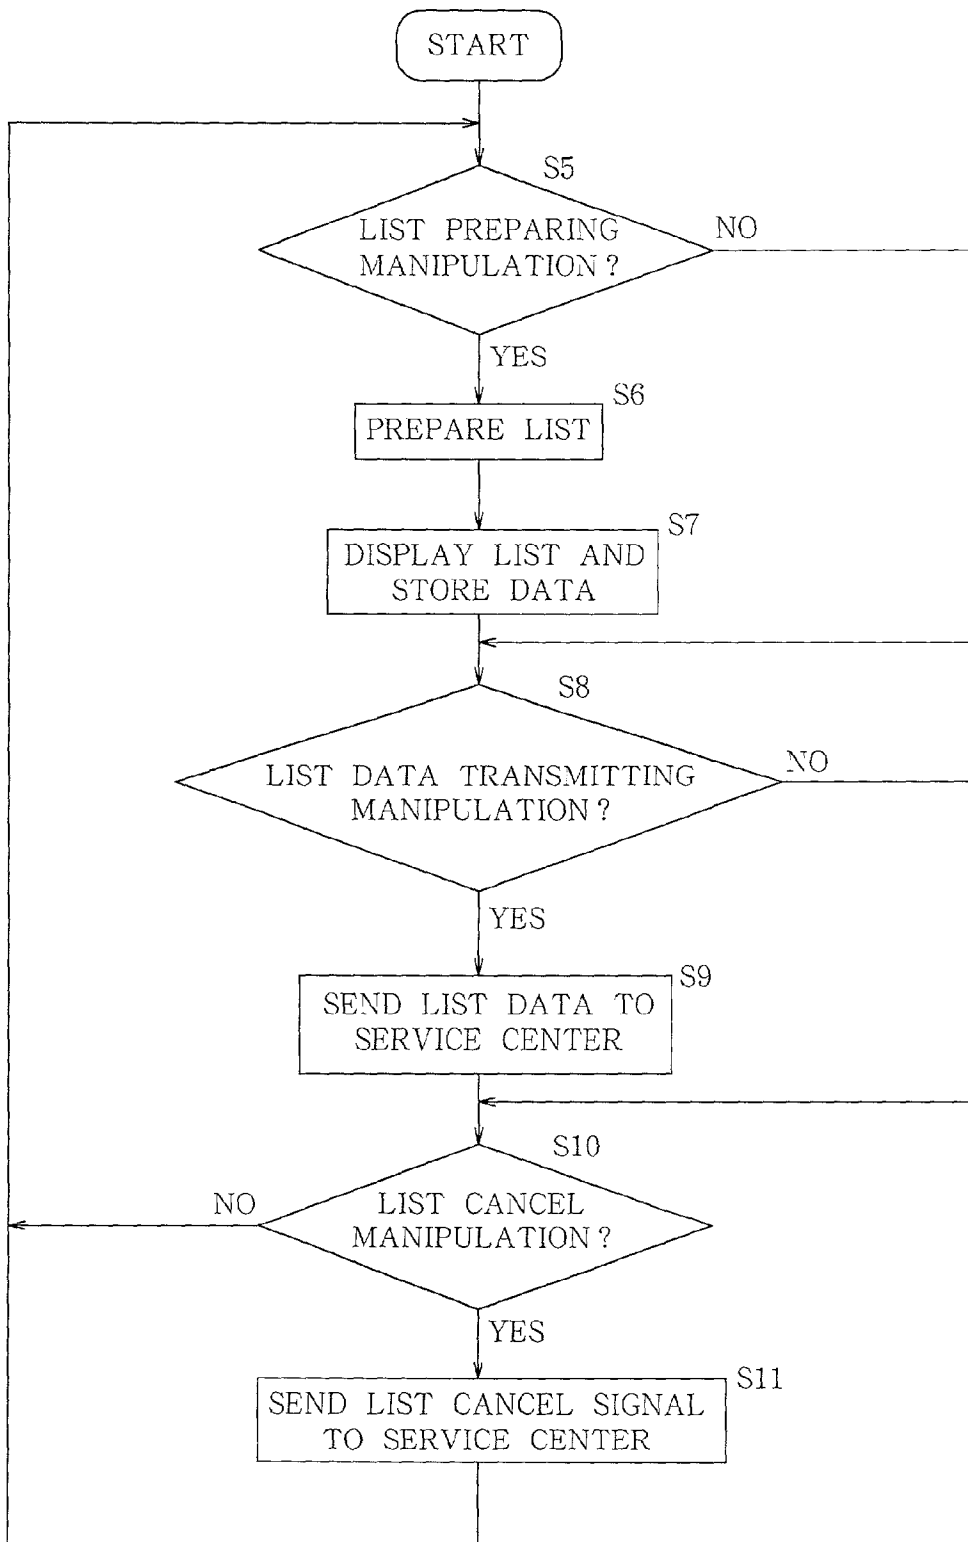 START
S5
LIST PREPARING
MANIPULATION?
NO
YES
S6
PREPARE LIST
S7
DISPLAY LIST AND
STORE DATA
S8
LIST DATA TRANSMITTING
MANIPULATION?
NO
YES
S9
SEND LIST DATA TO
SERVICE CENTER
S10
NO
LIST CANCEL
MANIPULATION?
YES
S11
SEND LIST CANCEL SIGNAL
TO SERVICE CENTER